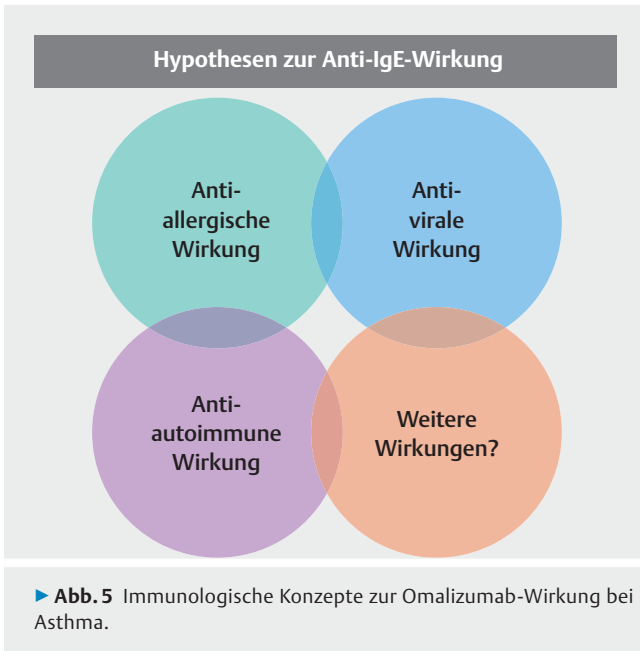 Hypothesen zur Anti-IgE-Wirkung
Anti-
allergische
Wirkung
Anti-
virale
Wirkung
Anti-
autoimmune
Wirkung
Weitere
Wirkungen?
▶ Abb. 5 Immunologische Konzepte zur Omalizumab-Wirkung bei
Asthma.